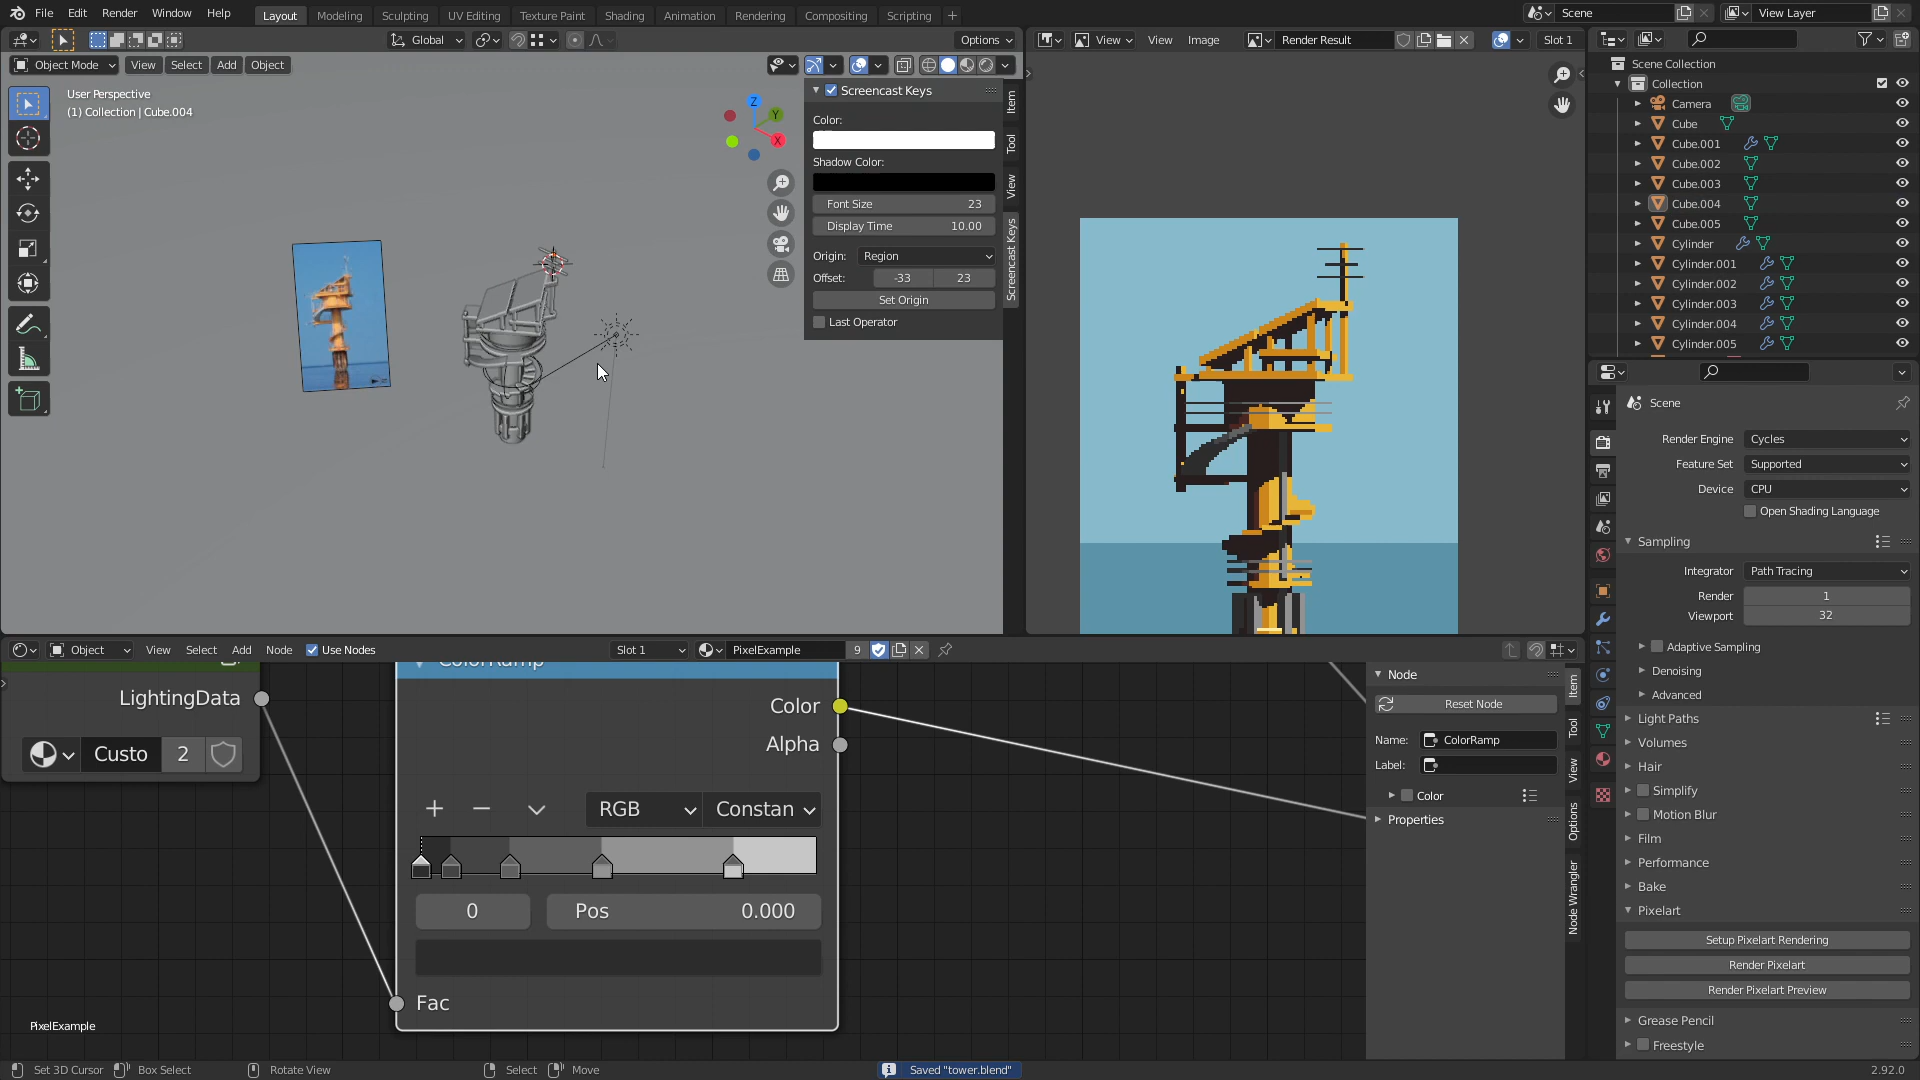 File Edit Render Window Help Layout Modeling Sculpting UV Editing Texture Paint Shading Animation Rendering Compositing Scripting + Scene View Layer
Global Options View View Image Render Result Slot 1
Object Mode View Select Add Object
User Perspective
(1) Collection | Cube.004
Z
Y
X
Screencast Keys
Color:
Shadow Color:
Font Size 23
Display Time 10.00
Origin: Region
Offset: -33 23
Set Origin
Last Operator
Item
Tool
View
Screencast Keys
Scene Collection
Collection
Camera
Cube
Cube.001
Cube.002
Cube.003
Cube.004
Cube.005
Cylinder
Cylinder.001
Cylinder.002
Cylinder.003
Cylinder.004
Cylinder.005
Scene
Render Engine Cycles
Feature Set Supported
Device CPU
Open Shading Language
Sampling
Integrator Path Tracing
Render 1
Viewport 32
Adaptive Sampling
Denoising
Advanced
Light Paths
Volumes
Hair
Simplify
Motion Blur
Film
Performance
Bake
Pixelart
Setup Pixelart Rendering
Render Pixelart
Render Pixelart Preview
Grease Pencil
Freestyle
Object View Select Add Node Use Nodes Slot 1 PixelExample 9
LightingData
Custo 2
ColorRamp
Color
Alpha
RGB Constan
0 Pos 0.000
Fac
PixelExample
Node
Reset Node
Name: ColorRamp
Label:
Color
Properties
Item
Tool
View
Options
Node Wrangler
Set 3D Cursor Box Select Rotate View Select Move Saved "tower.blend" 2.92.0